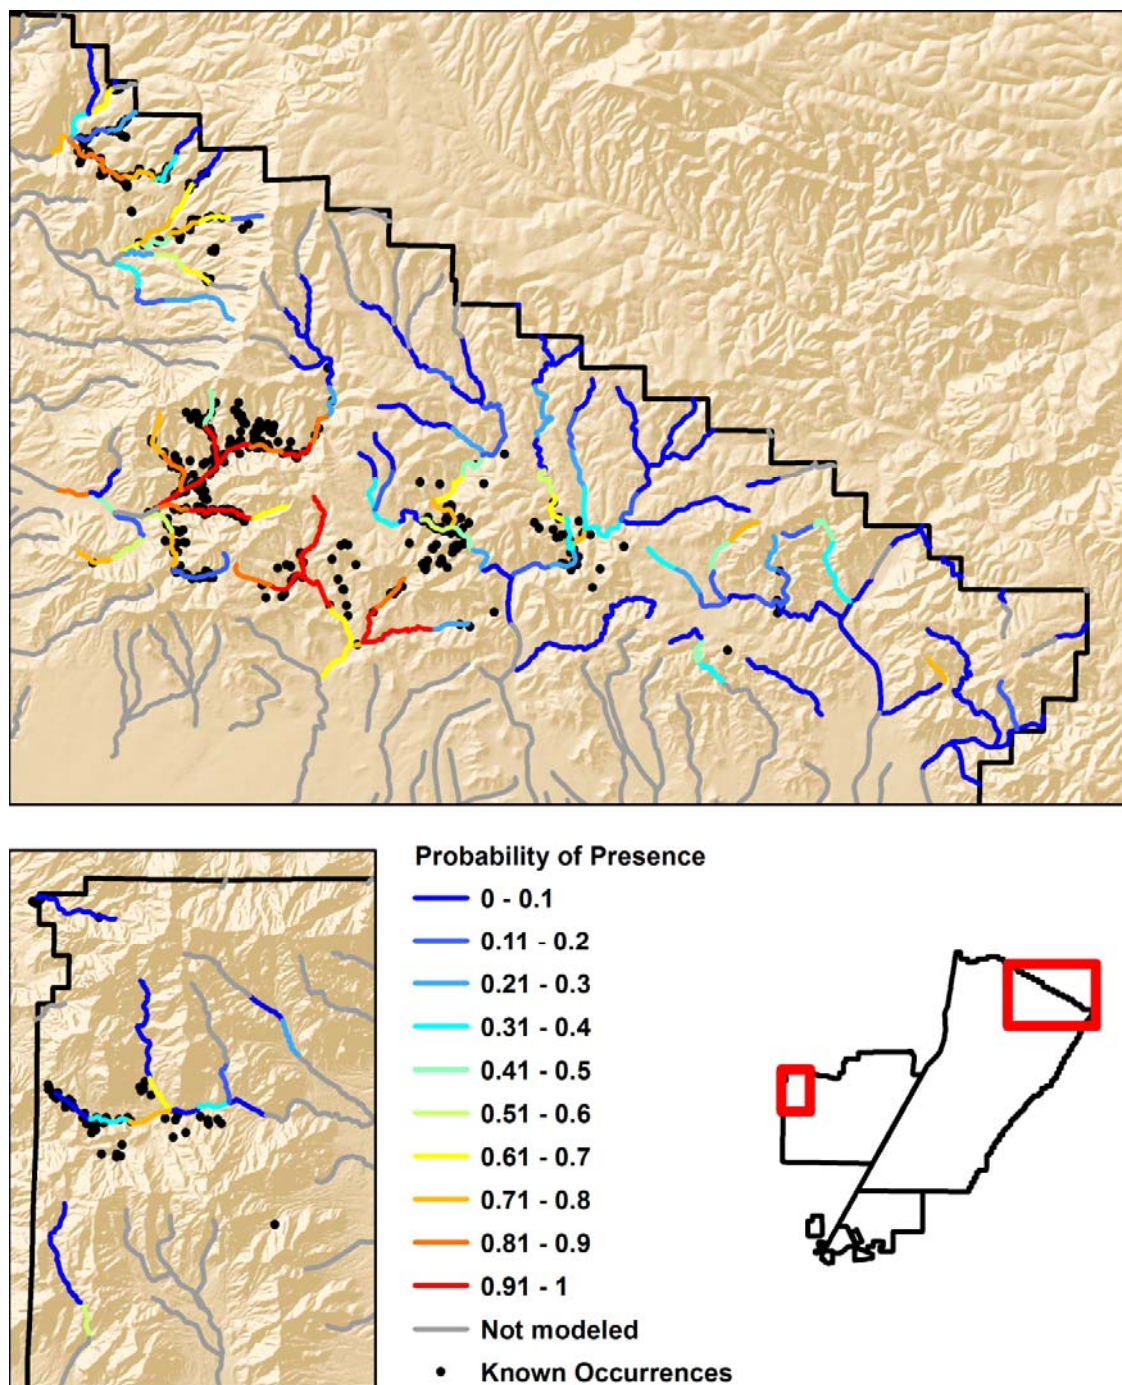 Probability of Presence
0 - 0.1
0.11 - 0.2
0.21 - 0.3
0.31 - 0.4
0.41 - 0.5
0.51 - 0.6
0.61 - 0.7
0.71 - 0.8
0.81 - 0.9
0.91 - 1
Not modeled
Known Occurrences